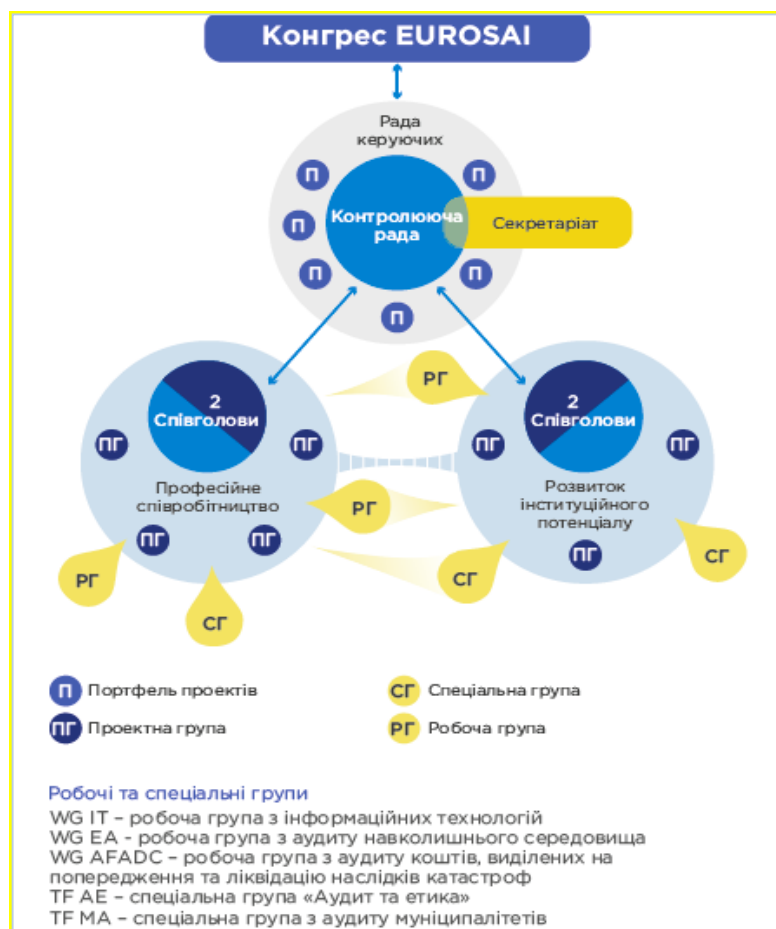 Конгрес EUROSAI
Рада
керуючих
П
П
Контролююча
рада
П
Секретаріат
П
П
П
2
Співголови
РГ
2
Співголови
ПГ
ПГ
ПГ
ПГ
Професійне
співробітництво
Розвиток
інституційного
потенціалу
РГ
ПГ
ПГ
ПГ
СГ
СГ
РГ
СГ
П Портфель проектів
СГ Спеціальна група
ПГ Проектна група
РГ Робоча група
Робочі та спеціальні групи
WG IT – робоча група з інформаційних технологій
WG EA - робоча група з аудиту навколишнього середовища
WG AFADC – робоча група з аудиту коштів, виділених на
попередження та ліквідацію наслідків катастроф
TF AE – спеціальна група «Аудит та етика»
TF MA – спеціальна група з аудиту муніципалітетів